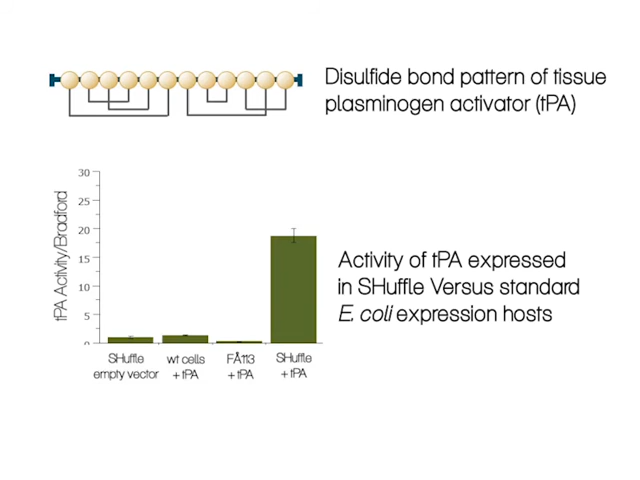 Disulfide bond pattern of tissue
plasminogen activator (tPA)
30
25
20
15
10
5
0
tPA Activity/Bradford
SHuffle
empty vector
wt cells
+ tPA
FÅ113
+ tPA
SHuffle
+ tPA
Activity of tPA expressed
in SHuffle Versus standard
E. coli expression hosts